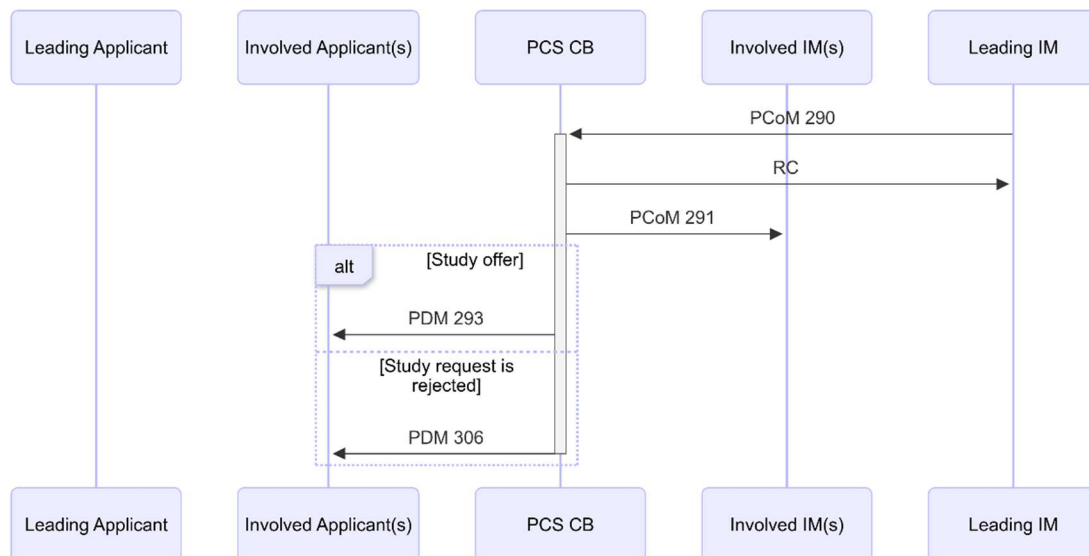 Leading Applicant
Involved Applicant(s)
PCS CB
Involved IM(s)
Leading IM
PCoM 290
RC
PCoM 291
alt
[Study offer]
PDM 293
[Study request is
rejected]
PDM 306
Leading Applicant
Involved Applicant(s)
PCS CB
Involved IM(s)
Leading IM